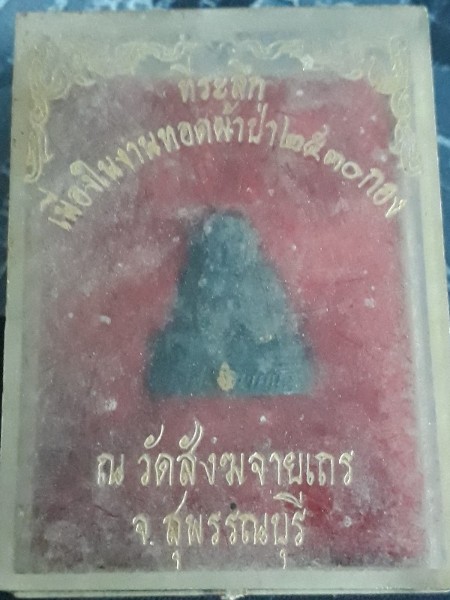 ที่ระลึก
เนื่องในงานทอดผ้าป่า ๒๕๓๐ กอง
ณ วัดสังฆจายเถร
จ. สุพรรณบุรี